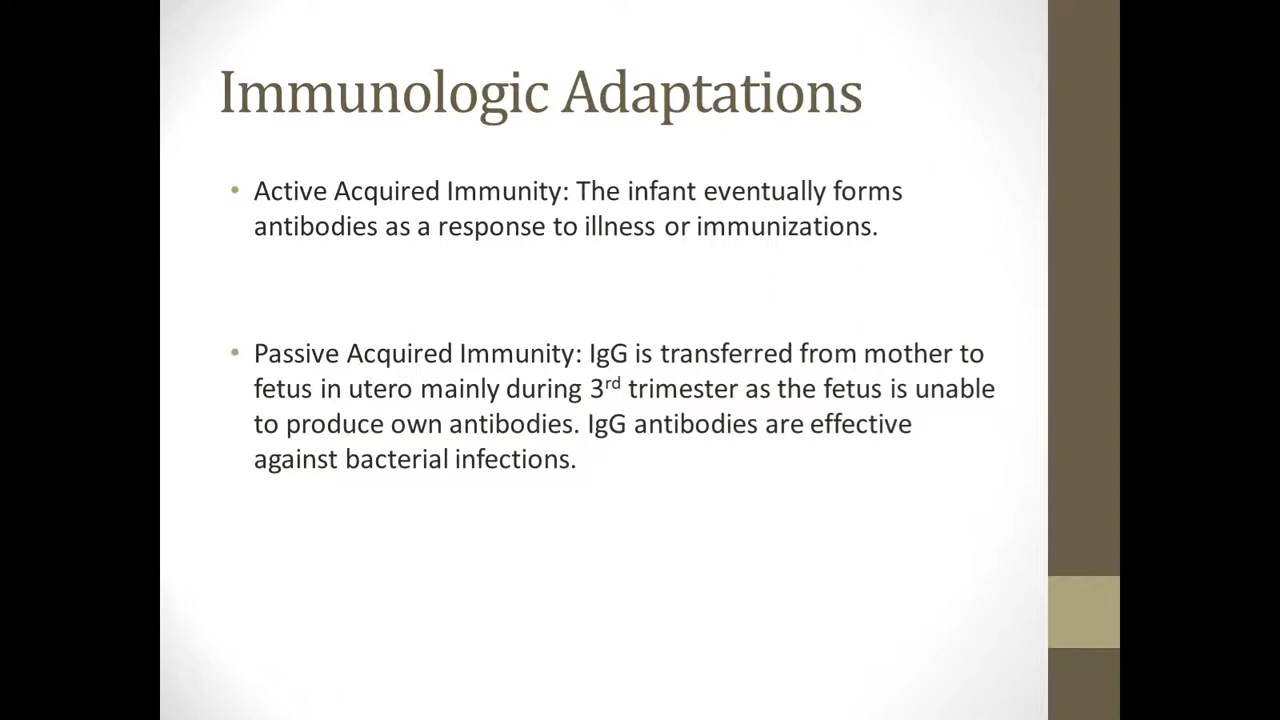 Immunologic Adaptations
• Active Acquired Immunity: The infant eventually forms
antibodies as a response to illness or immunizations.
• Passive Acquired Immunity: IgG is transferred from mother to
fetus in utero mainly during 3rd trimester as the fetus is unable
to produce own antibodies. IgG antibodies are effective
against bacterial infections.